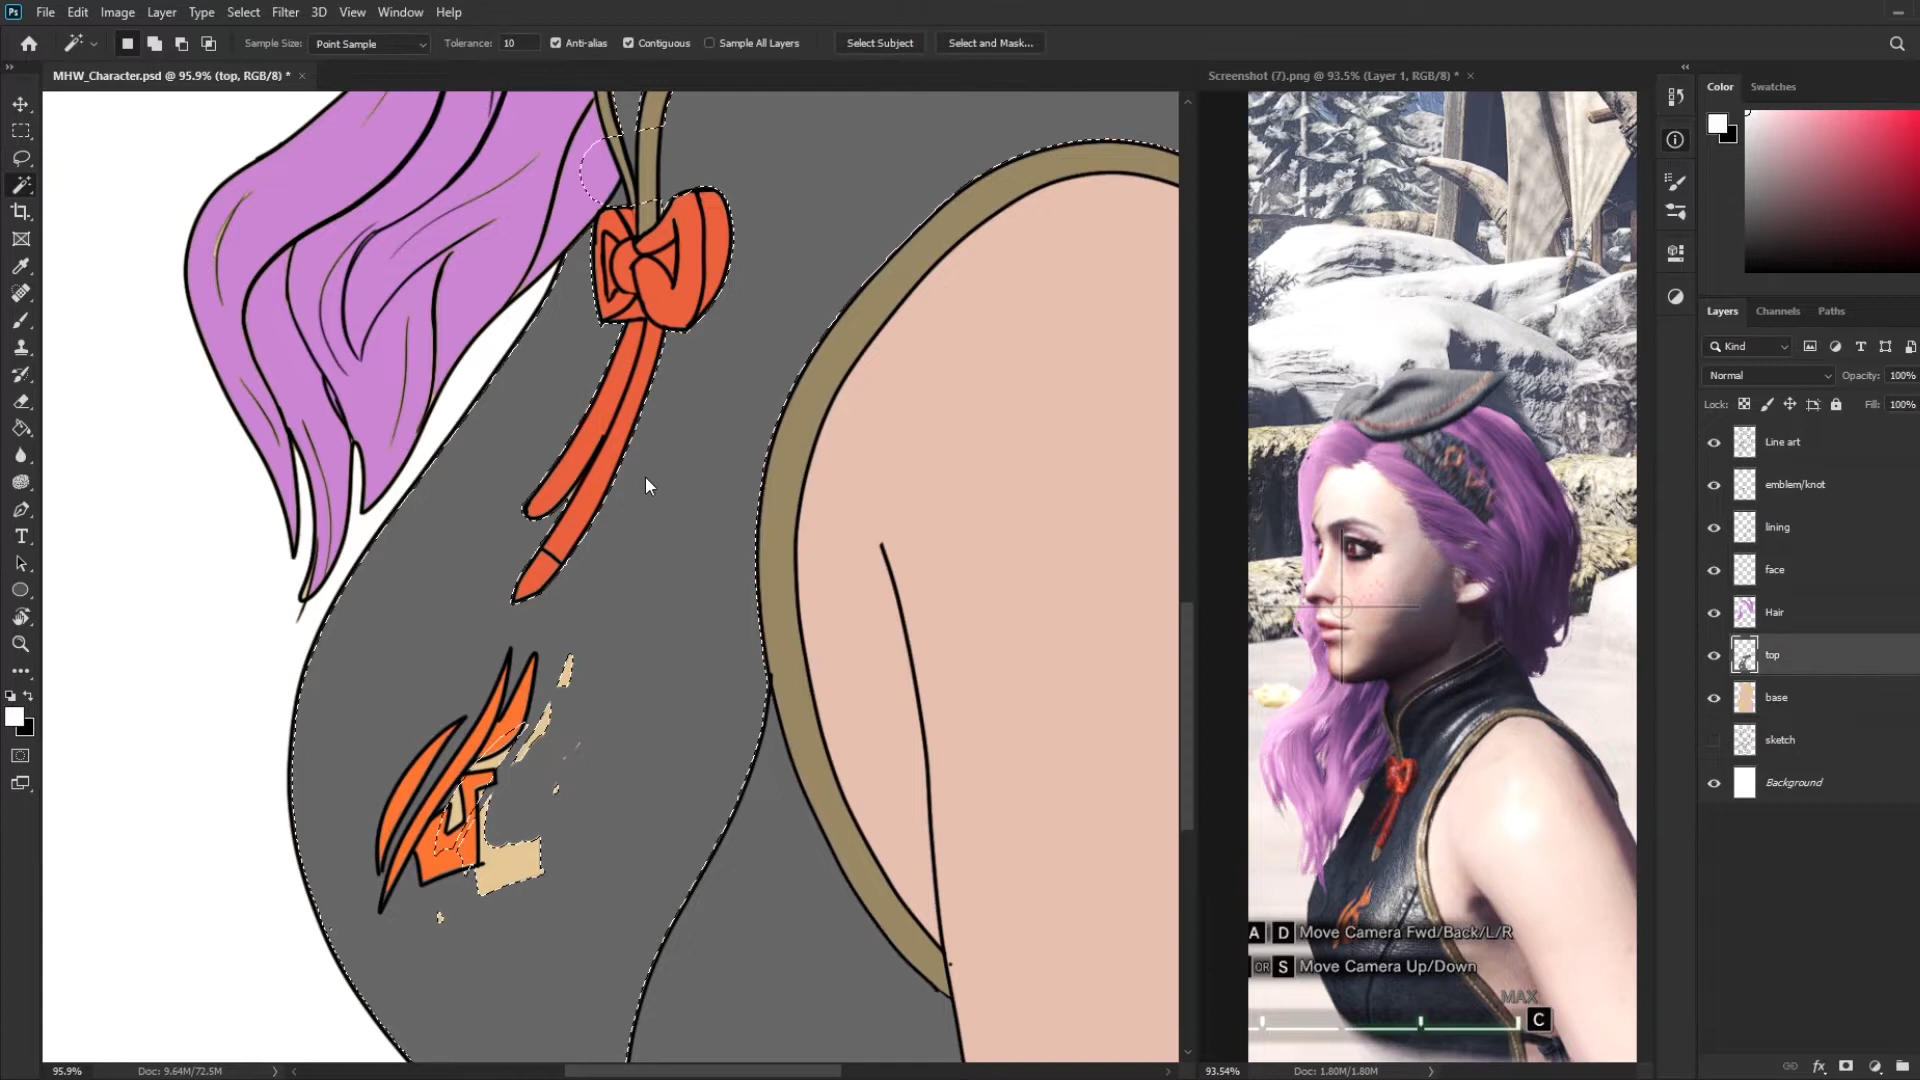 Ps File Edit Image Layer Type Select Filter 3D View Window Help
Sample Size: Point Sample Tolerance: 10 Anti-alias Contiguous Sample All Layers Select Subject Select and Mask...
MHW_Character.psd @ 95.9% (top, RGB/8) *
Screenshot (7).png @ 93.5% (Layer 1, RGB/8) *
Color Swatches
Layers Channels Paths
Kind
Normal Opacity: 100%
Lock: Fill: 100%
Line art
emblem/knot
lining
face
Hair
top
base
sketch
Background
A D Move Camera Fwd/Back/L/R
OR S Move Camera Up/Down
MAX
C
95.9% Doc: 9.64M/72.5M
93.54% Doc: 1.80M/1.80M
fx